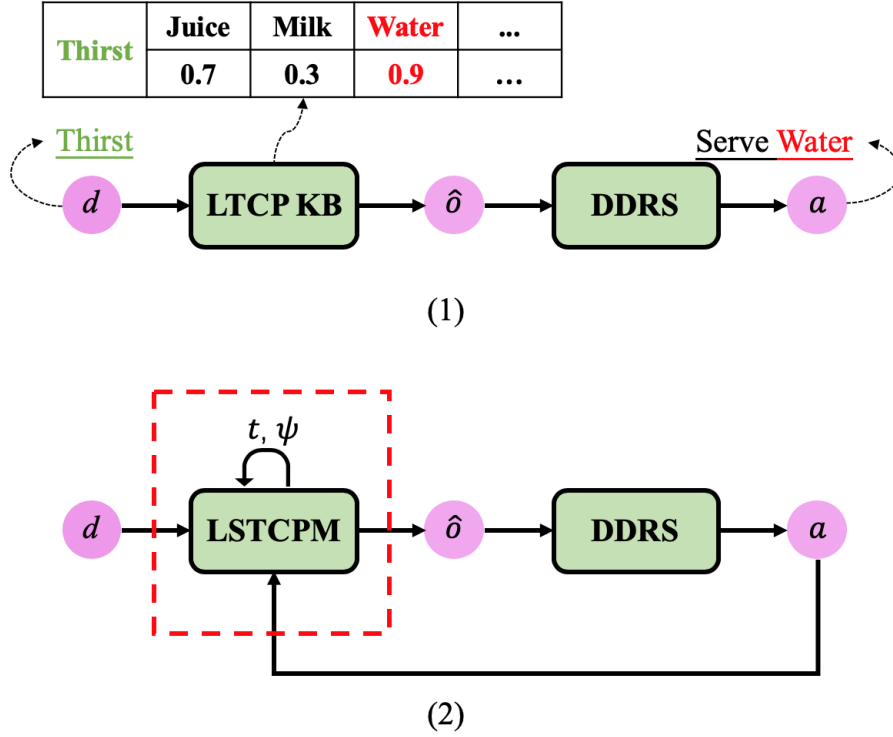 Thirst Juice Milk Water ...
0.7 0.3 0.9 ...
Thirst
Serve Water
d LTCP KB ô DDRS a
(1)
t, ψ
d LSTCPM ô DDRS a
(2)